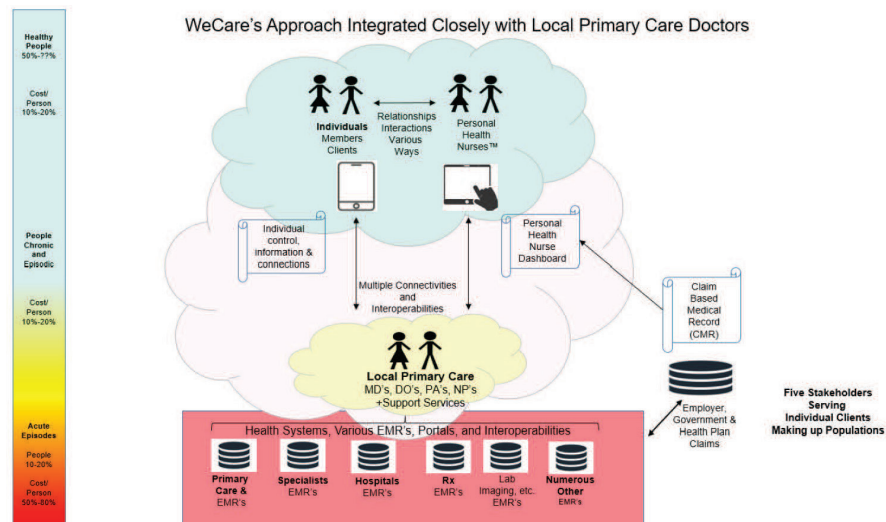 WeCare's Approach Integrated Closely with Local Primary Care Doctors
Healthy
People
50%-??%
Cost/
Person
10%-20%
People
Chronic
and
Episodic
Cost/
Person
10%-20%
Acute
Episodes
People
10-20%
Cost/
Person
50%-80%
Individuals
Members
Clients
Relationships
Interactions
Various
Ways
Personal
Health
Nurses™
Individual
control,
information &
connections
Personal
Health
Nurse
Dashboard
Multiple Connectivities
and
Interoperabilities
Claim
Based
Medical
Record
(CMR)
Local Primary Care
MD's, DO's, PA's, NP's
+Support Services
Employer,
Government &
Health Plan
Claims
Five Stakeholders
Serving
Individual Clients
Making up Populations
Health Systems, Various EMR's, Portals, and Interoperabilities
Primary
Care &
EMR's
Specialists
EMR's
Hospitals
EMR's
Rx
EMR's
Lab
Imaging, etc.
EMR's
Numerous
Other
EMR's